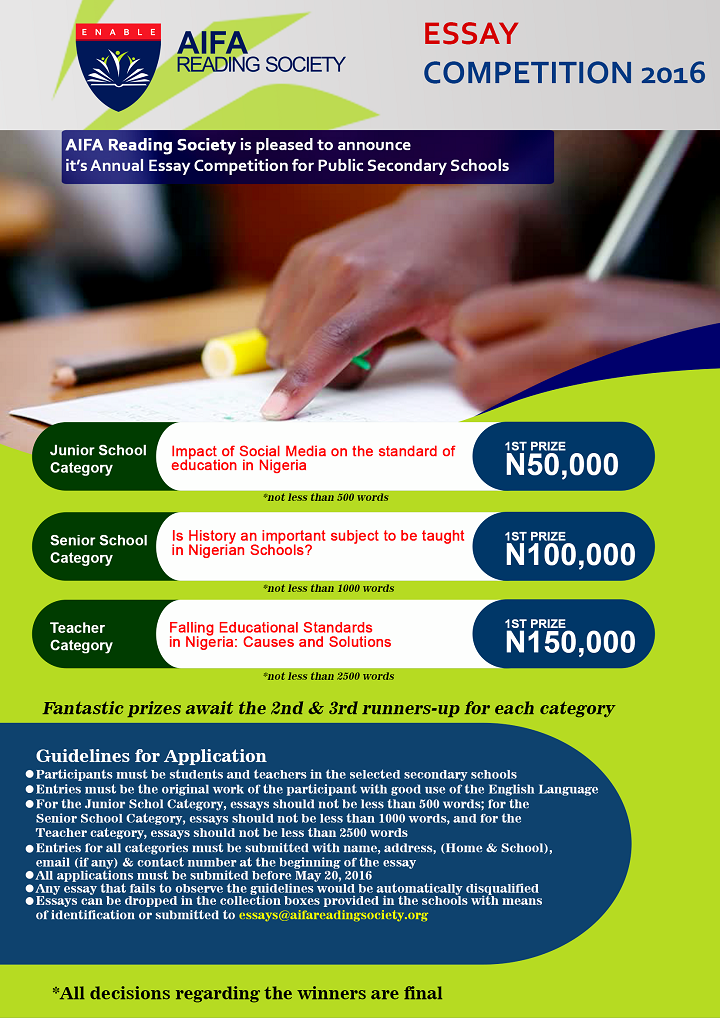 ENABLE
AIFA
READING SOCIETY
ESSAY
COMPETITION 2016
AIFA Reading Society is pleased to announce
it's Annual Essay Competition for Public Secondary Schools
Junior School
Category
Impact of Social Media on the standard of
education in Nigeria
1ST PRIZE
N50,000
*not less than 500 words
Senior School
Category
Is History an important subject to be taught
in Nigerian Schools?
1ST PRIZE
N100,000
*not less than 1000 words
Teacher
Category
Falling Educational Standards
in Nigeria: Causes and Solutions
1ST PRIZE
N150,000
*not less than 2500 words
Fantastic prizes await the 2nd & 3rd runners-up for each category
Guidelines for Application
● Participants must be students and teachers in the selected secondary schools
● Entries must be the original work of the participant with good use of the English Language
● For the Junior Schol Category, essays should not be less than 500 words; for the
Senior School Category, essays should not be less than 1000 words, and for the
Teacher category, essays should not be less than 2500 words
● Entries for all categories must be submitted with name, address, (Home & School),
email (if any) & contact number at the beginning of the essay
● All applications must be submited before May 20, 2016
● Any essay that fails to observe the guidelines would be automatically disqualified
● Essays can be dropped in the collection boxes provided in the schools with means
of identification or submitted to essays@aifareadingsociety.org
*All decisions regarding the winners are final